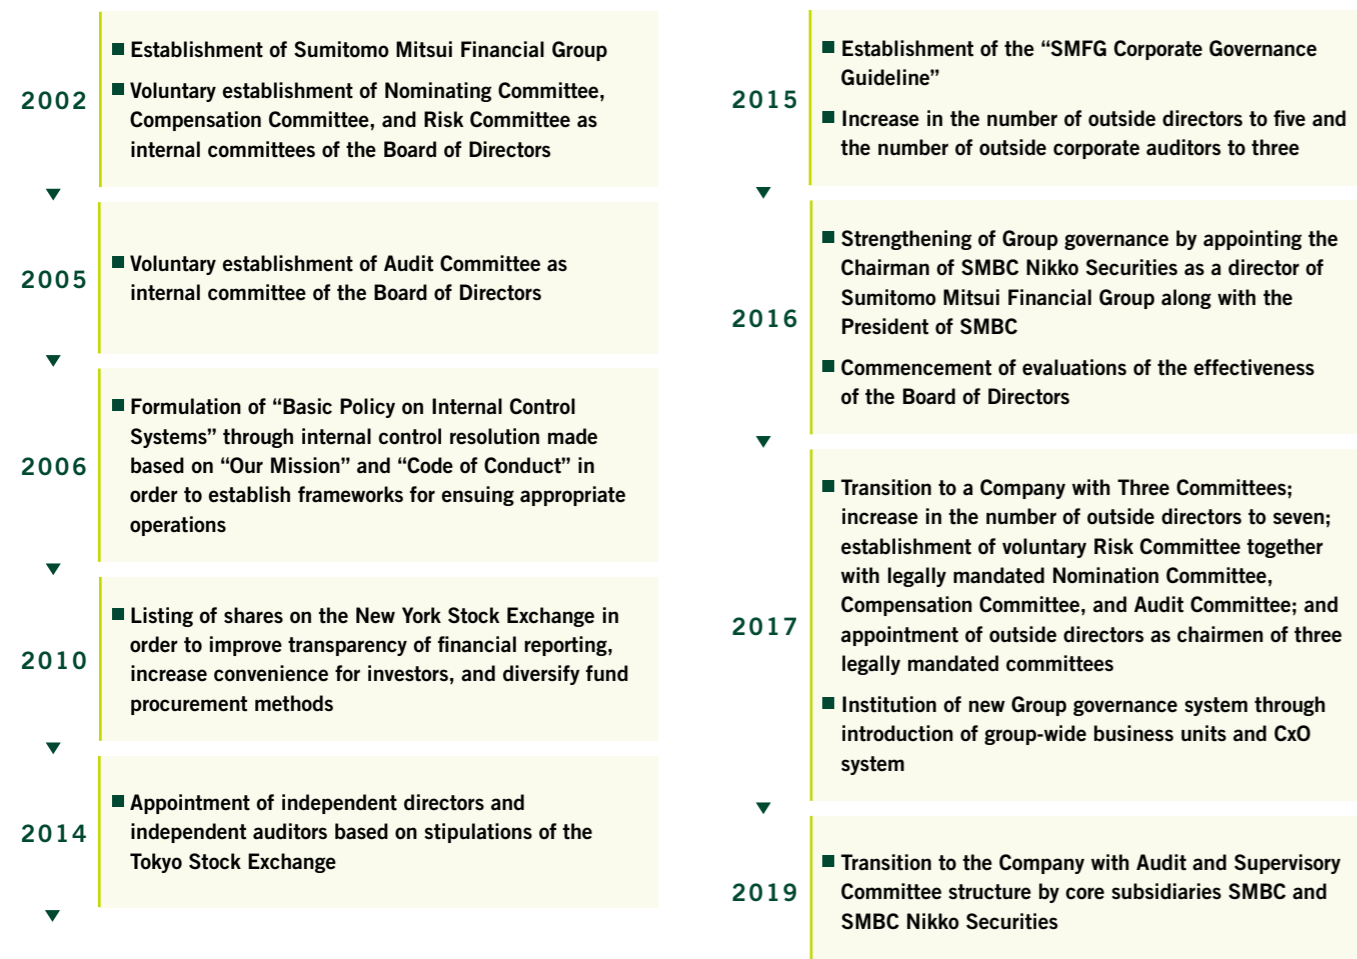 2002
■ Establishment of Sumitomo Mitsui Financial Group
■ Voluntary establishment of Nominating Committee,
Compensation Committee, and Risk Committee as
internal committees of the Board of Directors
2005
■ Voluntary establishment of Audit Committee as
internal committee of the Board of Directors
2006
■ Formulation of “Basic Policy on Internal Control
Systems” through internal control resolution made
based on “Our Mission” and “Code of Conduct” in
order to establish frameworks for ensuing appropriate
operations
2010
■ Listing of shares on the New York Stock Exchange in
order to improve transparency of financial reporting,
increase convenience for investors, and diversify fund
procurement methods
2014
■ Appointment of independent directors and
independent auditors based on stipulations of the
Tokyo Stock Exchange
2015
■ Establishment of the “SMFG Corporate Governance
Guideline”
■ Increase in the number of outside directors to five and
the number of outside corporate auditors to three
2016
■ Strengthening of Group governance by appointing the
Chairman of SMBC Nikko Securities as a director of
Sumitomo Mitsui Financial Group along with the
President of SMBC
■ Commencement of evaluations of the effectiveness
of the Board of Directors
2017
■ Transition to a Company with Three Committees;
increase in the number of outside directors to seven;
establishment of voluntary Risk Committee together
with legally mandated Nomination Committee,
Compensation Committee, and Audit Committee; and
appointment of outside directors as chairmen of three
legally mandated committees
■ Institution of new Group governance system through
introduction of group-wide business units and CxO
system
2019
■ Transition to the Company with Audit and Supervisory
Committee structure by core subsidiaries SMBC and
SMBC Nikko Securities